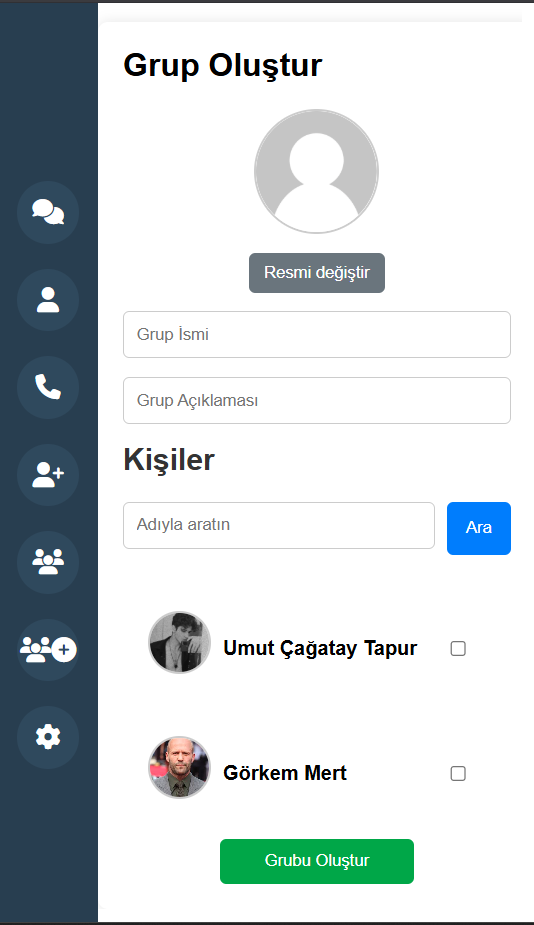 Grup Oluştur
Resmi değiştir
Grup İsmi
Grup Açıklaması
Kişiler
Adıyla aratın
Ara
Umut Çağatay Tapur
Görkem Mert
Grubu Oluştur